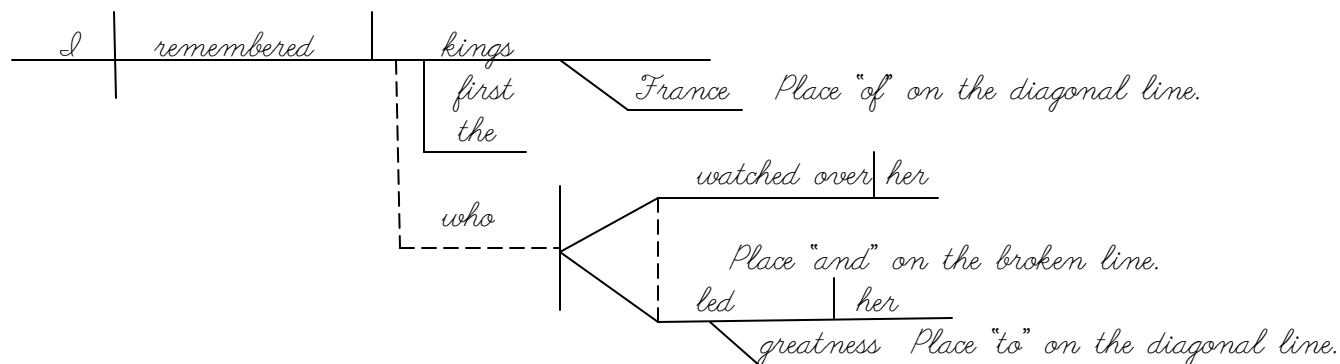 I remembered kings
first France Place "of" on the diagonal line.
the
watched over her
who
Place "and" on the broken line.
led her
greatness Place "to" on the diagonal line.